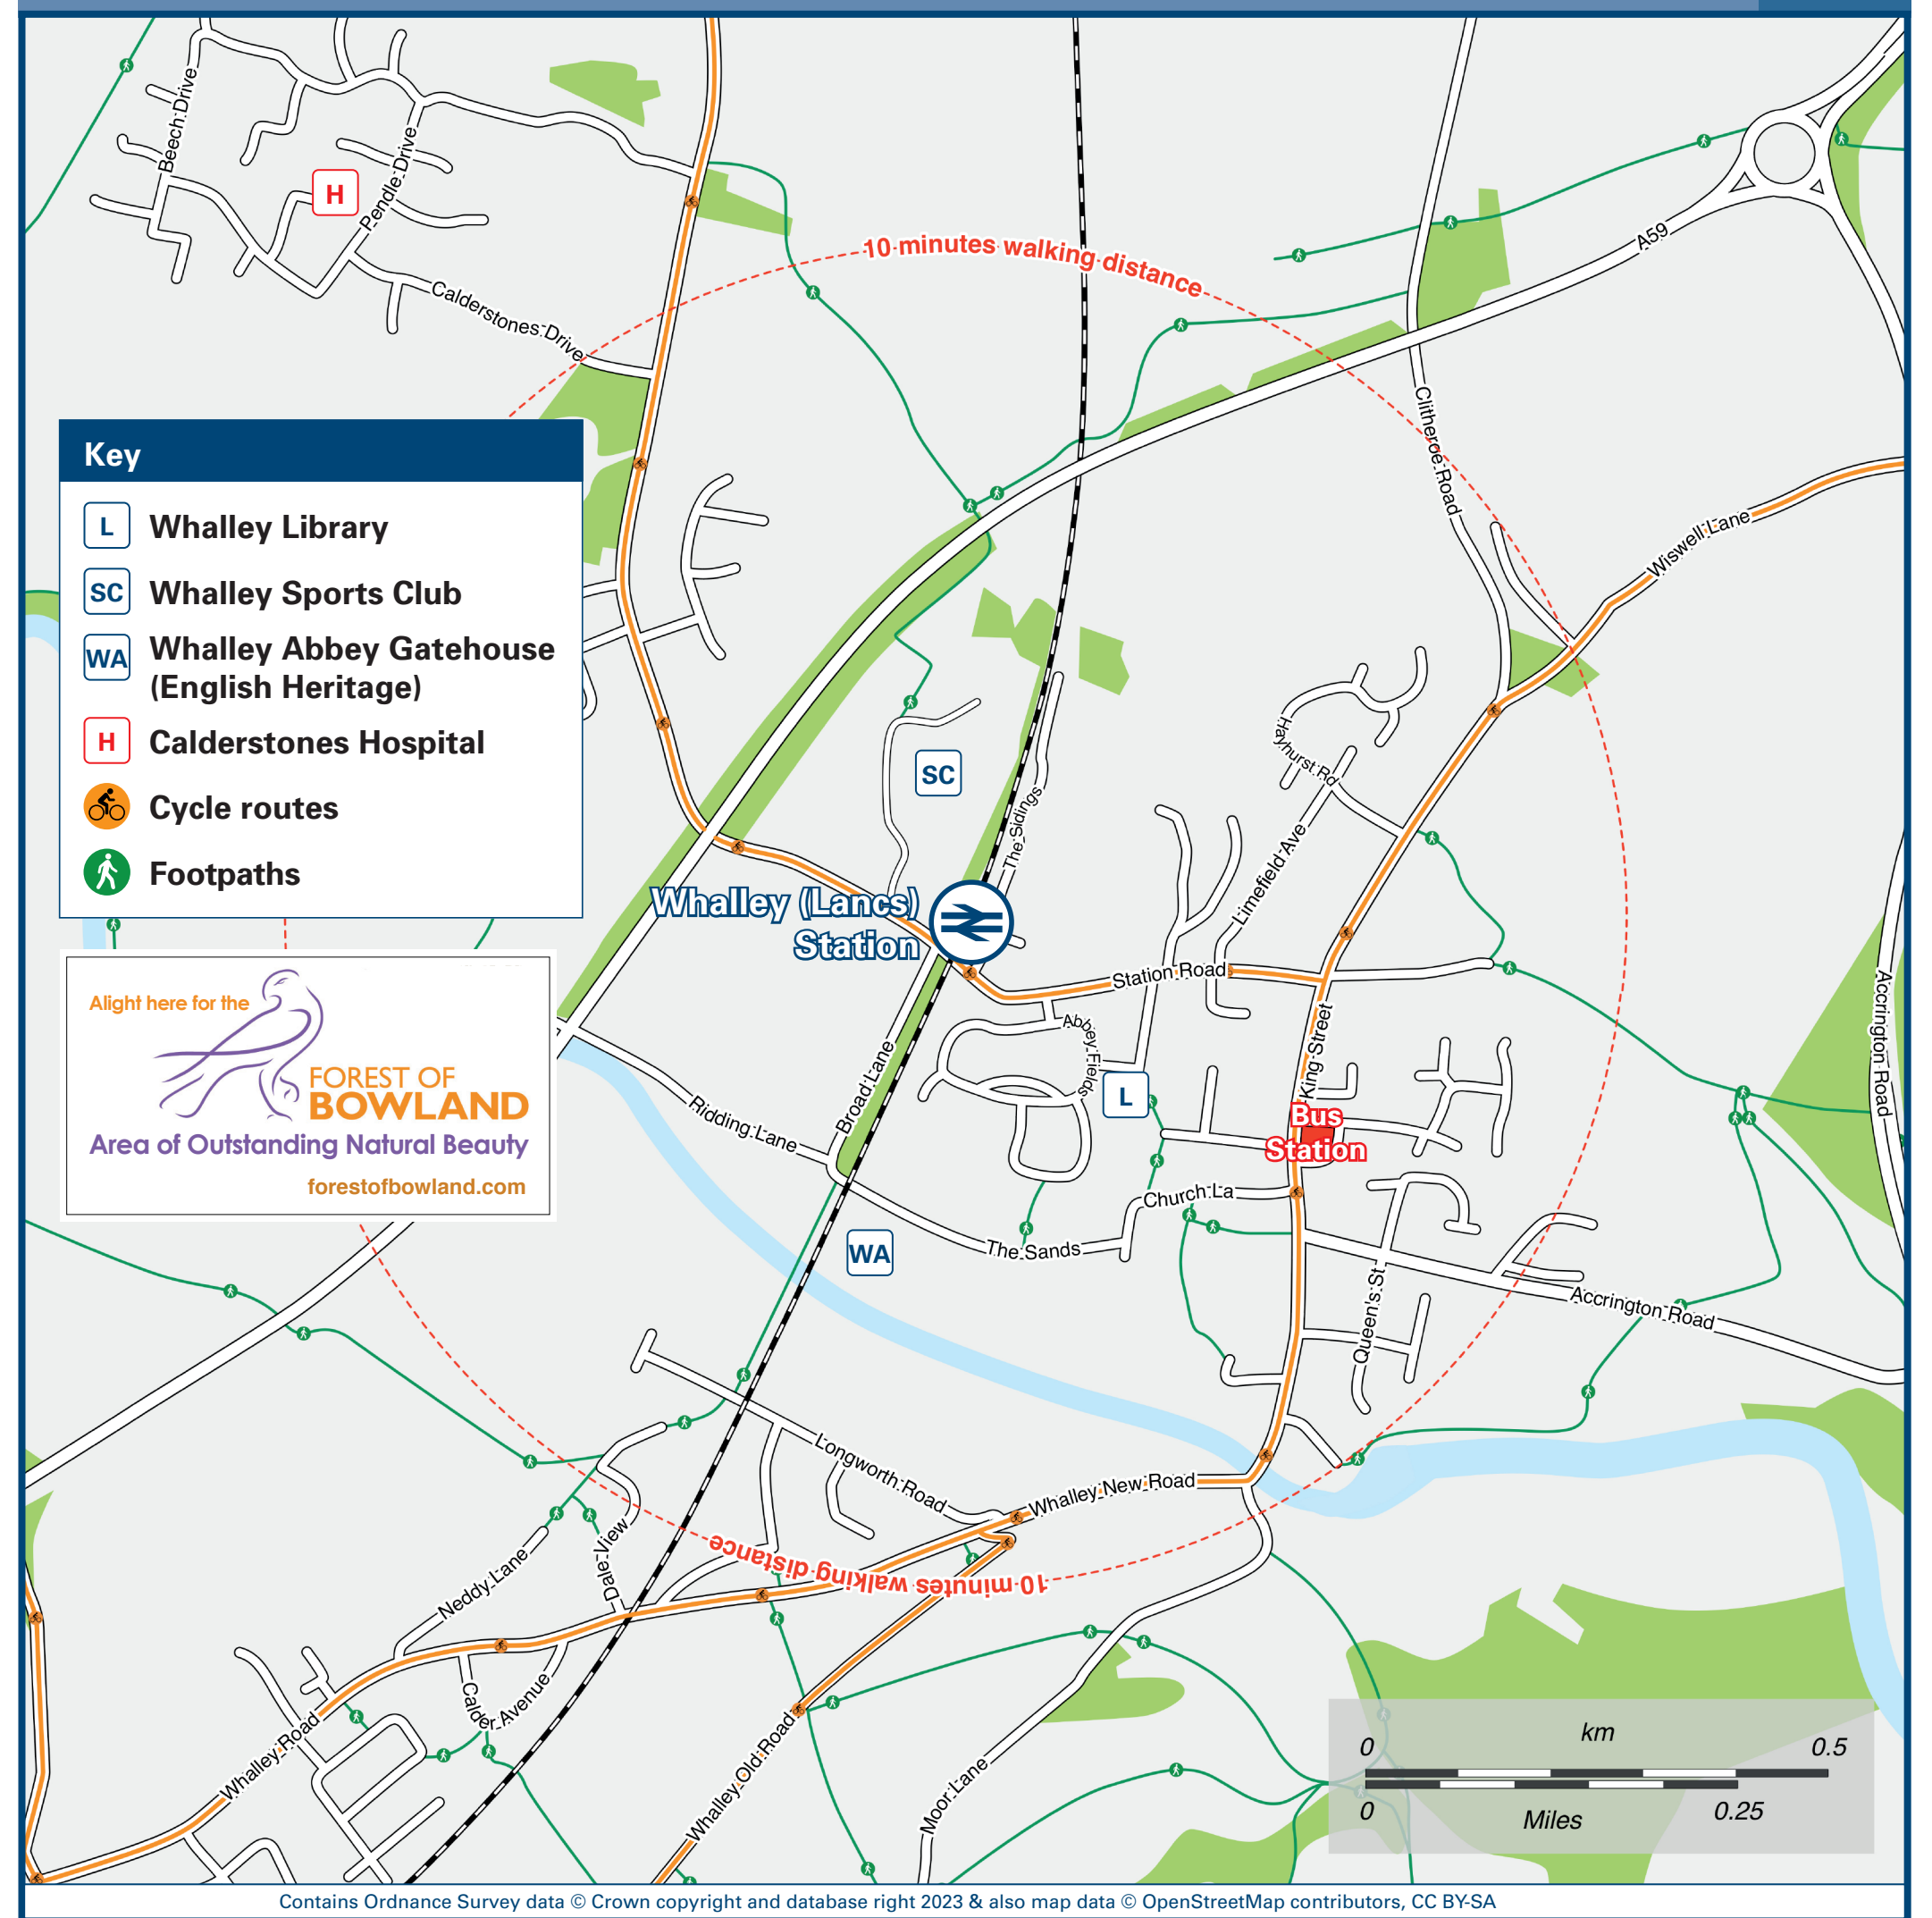 Beech Drive
Pendle Drive
H
Calderstones Drive
10 minutes walking distance
A59
Clitheroe Road
Wiswell Lane
Key
L Whalley Library
SC Whalley Sports Club
WA Whalley Abbey Gatehouse
(English Heritage)
H Calderstones Hospital
Cycle routes
Footpaths
SC
The Sidings
Hayhurst Rd
Limefield Ave
Whalley (Lancs)
Station
Station Road
Alight here for the
FOREST OF
BOWLAND
Area of Outstanding Natural Beauty
forestofbowland.com
Abbey Fields
Broad Lane
Ridding Lane
L
King Street
Bus
Station
Accrington Road
Church La
The Sands
WA
Queen's St
Accrington Road
Longworth Road
Whalley New Road
10 minutes walking distance
Dale View
Neddy Lane
Calder Avenue
Whalley Road
Whalley Old Road
Moor Lane
km
0 0.5
0 0.25
Miles
Contains Ordnance Survey data © Crown copyright and database right 2023 & also map data © OpenStreetMap contributors, CC BY-SA